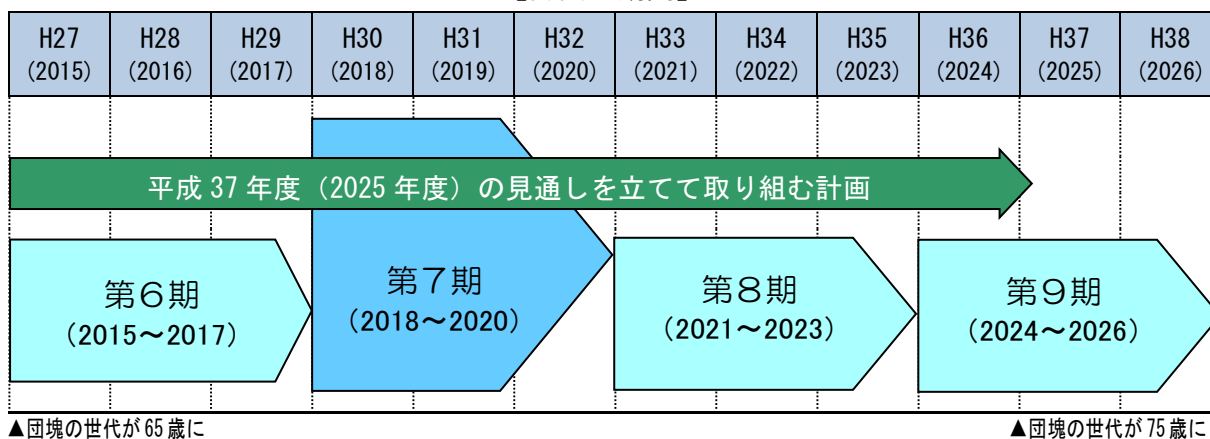 H27 H28 H29 H30 H31 H32 H33 H34 H35 H36 H37 H38
(2015) (2016) (2017) (2018) (2019) (2020) (2021) (2022) (2023) (2024) (2025) (2026)
平成 37 年度（2025 年度）の見通しを立てて取り組む計画
第６期
（2015～2017）
第７期
（2018～2020）
第８期
（2021～2023）
第９期
（2024～2026）
▲団塊の世代が 65 歳に
▲団塊の世代が 75 歳に